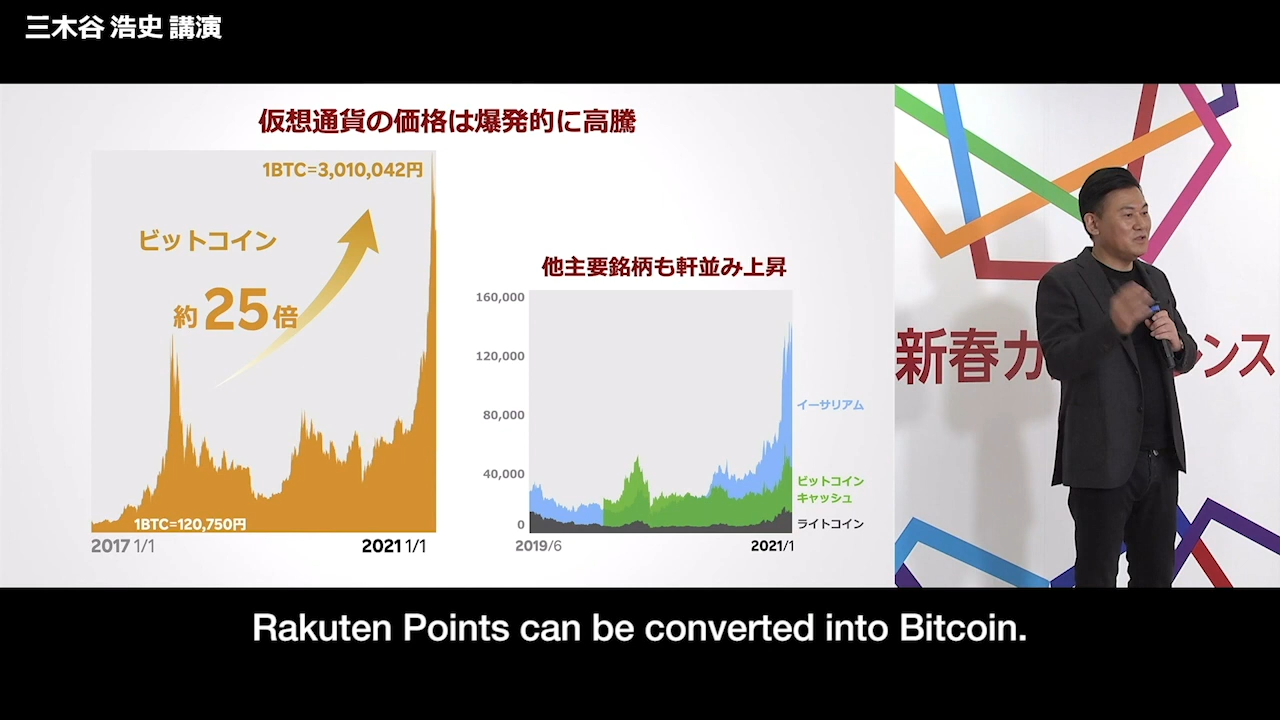 三木谷 浩史 講演
仮想通貨の価格は爆発的に高騰
1BTC=3,010,042円
ビットコイン
約25倍
1BTC=120,750円
2017 1/1
2021 1/1
他主要銘柄も軒並み上昇
160,000
120,000
80,000
40,000
0
イーサリアム
ビットコイン
キャッシュ
ライトコイン
2019/6
2021/1
新春カ
ンス
Rakuten Points can be converted into Bitcoin.